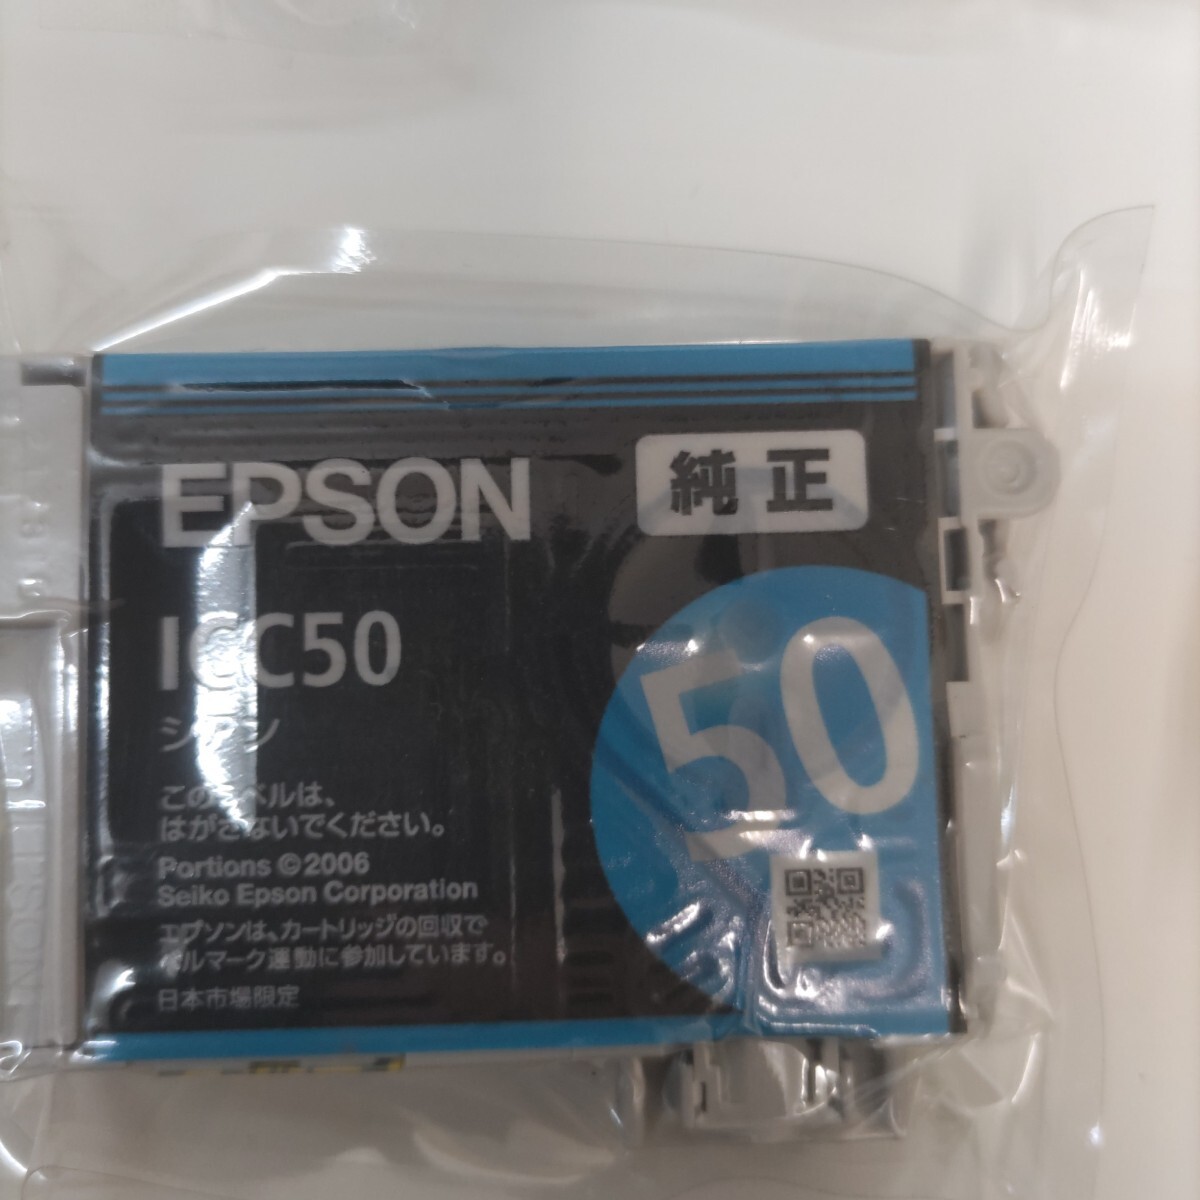 EPSON
純正
ICC50
シアン
50
このラベルは、
はがさないでください。
Portions ©2006
Seiko Epson Corporation
エプソンは、カートリッジの回収で
ベルマーク運動に参加しています。
日本市場限定
EPSON